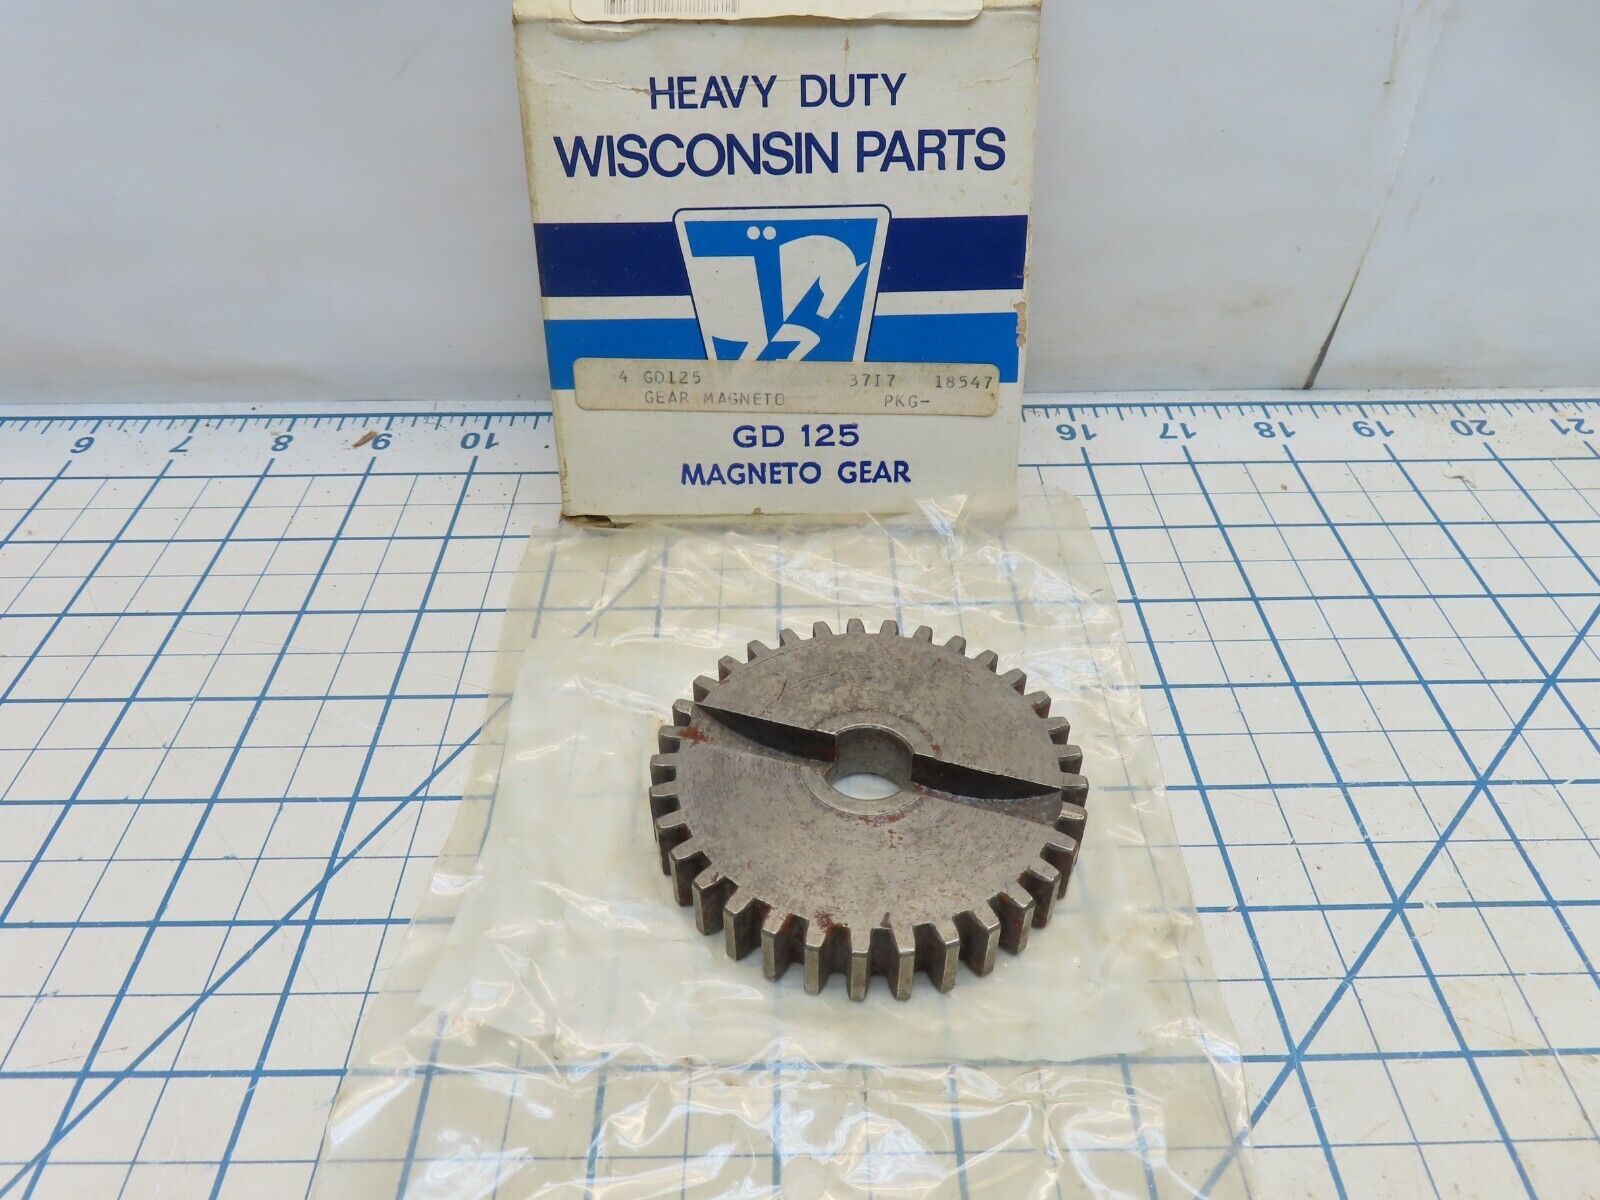 HEAVY DUTY
WISCONSIN PARTS
4 GD125 37I7 18547
GEAR MAGNETO PKG-
GD 125
MAGNETO GEAR
6 7 8 9 10 16 17 18 19 20 21